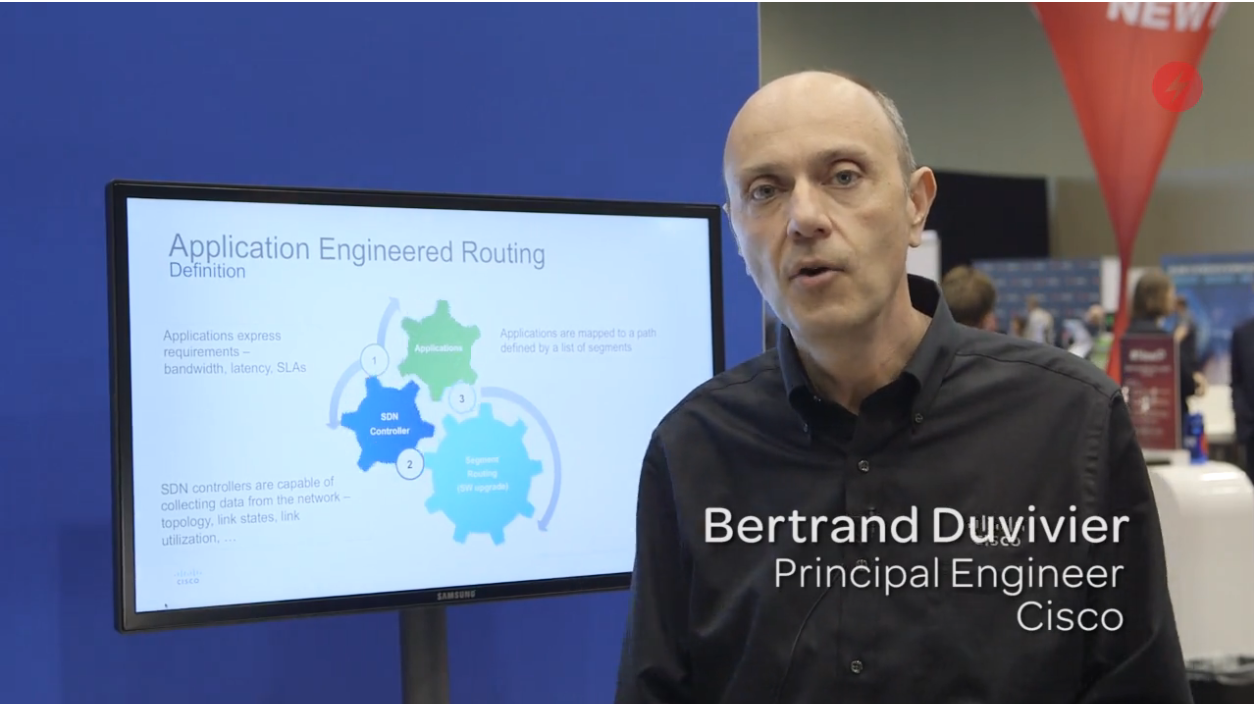 NEW
Application Engineered Routing
Definition
Applications express
requirements –
bandwidth, latency, SLAs
1
Applications
Applications are mapped to a path
defined by a list of segments
3
SDN
Controller
2
Segment
Routing
(SW upgrade)
SDN controllers are capable of
collecting data from the network –
topology, link states, link
utilization, ...
CISCO
SAMSUNG
Bertrand Duvivier
Principal Engineer
Cisco
CISCO